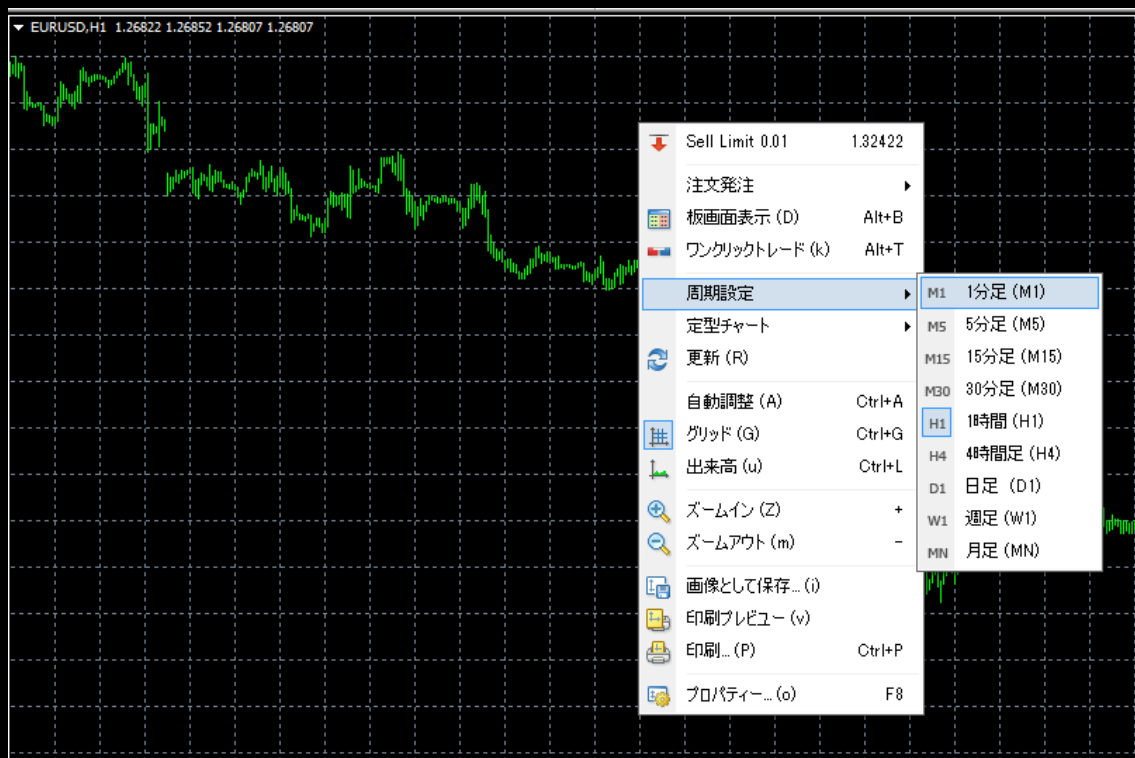 EURUSD,H1 1.26822 1.26852 1.26807 1.26807
Sell Limit 0.01 1.32422
注文発注
板画面表示 (D) Alt+B
ワンクリックトレード (k) Alt+T
周期設定
定型チャート
更新 (R)
自動調整 (A) Ctrl+A
グリッド (G) Ctrl+G
出来高 (u) Ctrl+L
ズームイン (Z) +
ズームアウト (m) -
画像として保存... (i)
印刷プレビュー (v)
印刷... (P) Ctrl+P
プロパティー... (o) F8
M1 1分足 (M1)
M5 5分足 (M5)
M15 15分足 (M15)
M30 30分足 (M30)
H1 1時間 (H1)
H4 4時間足 (H4)
D1 日足 (D1)
W1 週足 (W1)
MN 月足 (MN)